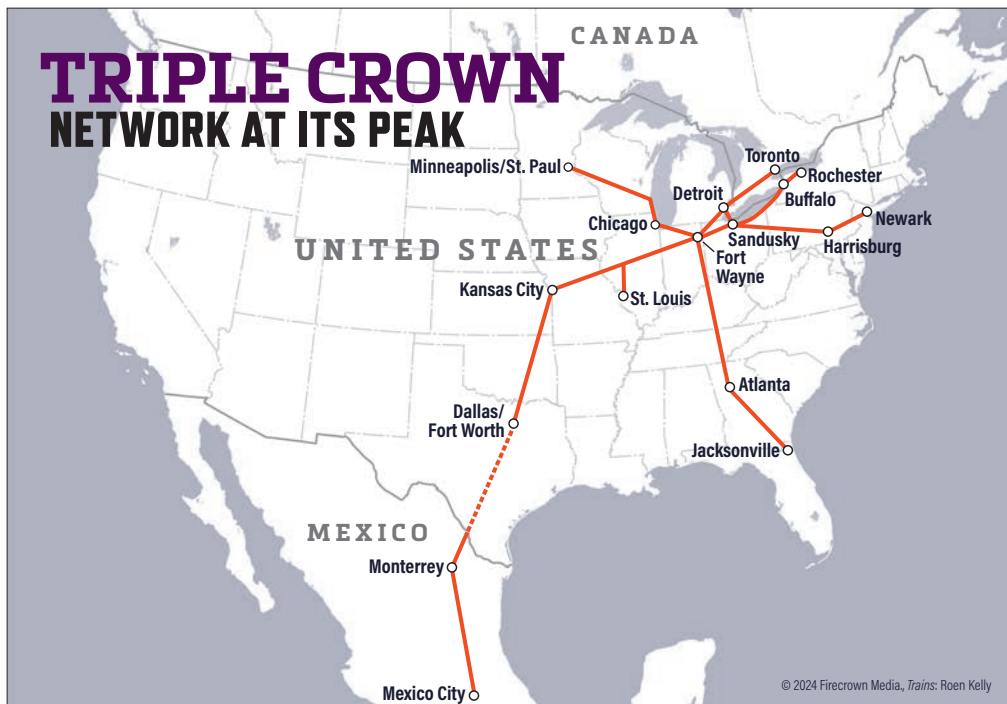 CANADA
TRIPLE CROWN
NETWORK AT ITS PEAK
Minneapolis/St. Paul
Toronto
Rochester
Detroit
Buffalo
Newark
Chicago
Sandusky
Harrisburg
UNITED STATES
Fort
Wayne
Kansas City
St. Louis
Atlanta
Dallas/
Fort Worth
Jacksonville
MEXICO
Monterrey
Mexico City
© 2024 Firecrown Media., Trains: Roen Kelly